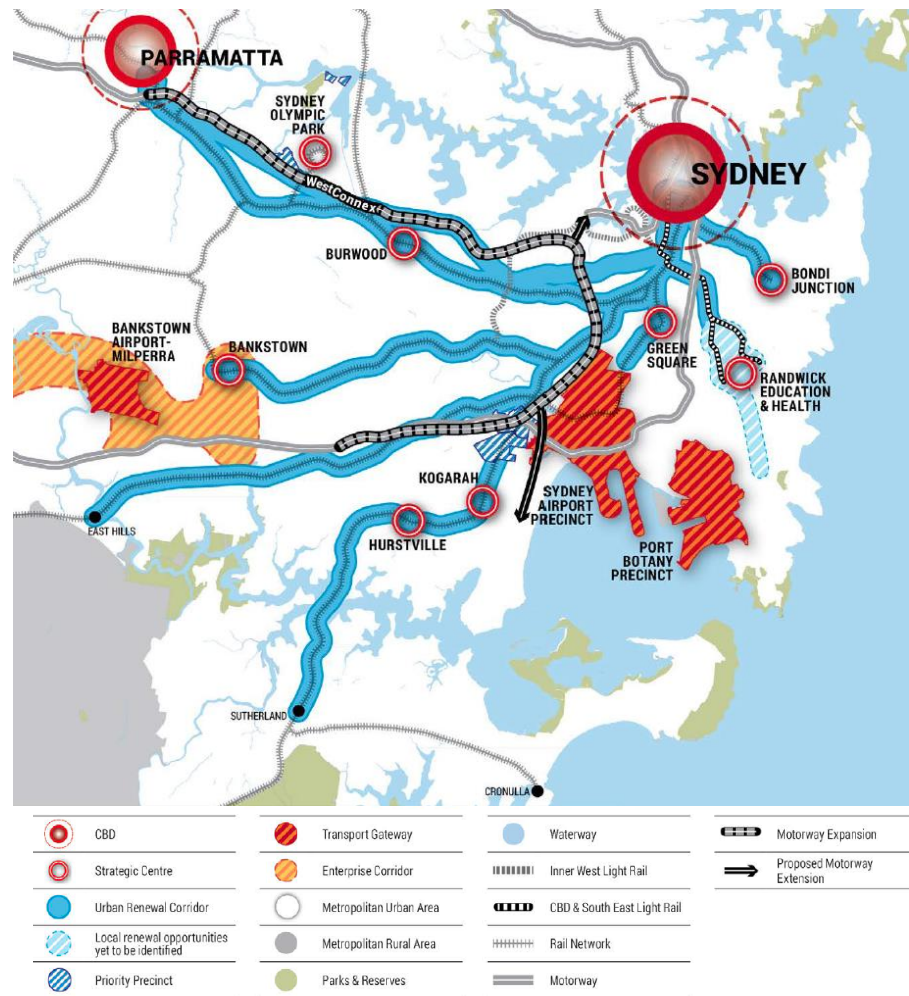 PARRAMATTA
SYDNEY
OLYMPIC
PARK
WestConnex
SYDNEY
BURWOOD
BONDI
JUNCTION
BANKSTOWN
AIRPORT-
MILPERRA
BANKSTOWN
GREEN
SQUARE
RANDWICK
EDUCATION
& HEALTH
KOGARAH
SYDNEY
AIRPORT
PRECINCT
EAST HILLS
HURSTVILLE
PORT
BOTANY
PRECINCT
SUTHERLAND
CRONULLA
CBD
Strategic Centre
Urban Renewal Corridor
Local renewal opportunities
yet to be identified
Priority Precinct
Transport Gateway
Enterprise Corridor
Metropolitan Urban Area
Metropolitan Rural Area
Parks & Reserves
Waterway
Inner West Light Rail
CBD & South East Light Rail
Rail Network
Motorway
Motorway Expansion
Proposed Motorway
Extension